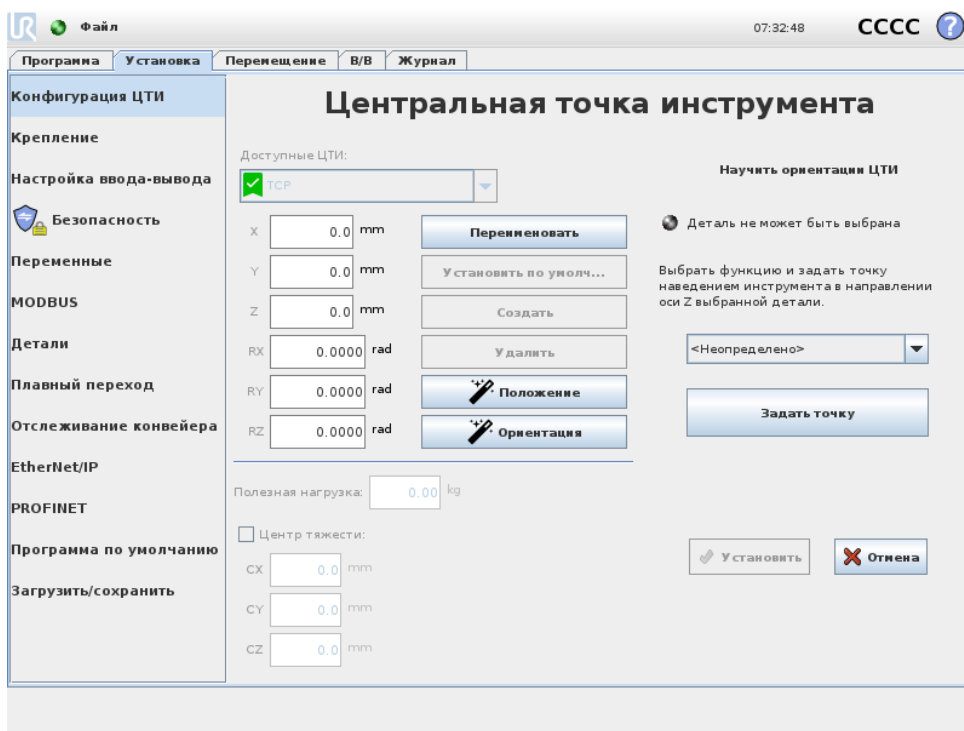 UR Файл 07:32:48 CCCC ?
Программа Установка Перемещение В/В Журнал
Конфигурация ЦТИ
Крепление
Настройка ввода-вывода
Безопасность
Переменные
MODBUS
Детали
Плавный переход
Отслеживание конвейера
EtherNet/IP
PROFINET
Программа по умолчанию
Загрузить/сохранить
Центральная точка инструмента
Доступные ЦТИ:
TCP
X 0.0 mm Переименовать
Y 0.0 mm Установить по умолч...
Z 0.0 mm Создать
RX 0.0000 rad Удалить
RY 0.0000 rad Положение
RZ 0.0000 rad Ориентация
Полезная нагрузка: 0.00 kg
Центр тяжести:
CX 0.0 mm
CY 0.0 mm
CZ 0.0 mm
Научить ориентации ЦТИ
Деталь не может быть выбрана
Выбрать функцию и задать точку
наведением инструмента в направлении
оси Z выбранной детали.
<Неопределено>
Задать точку
Установить Отмена